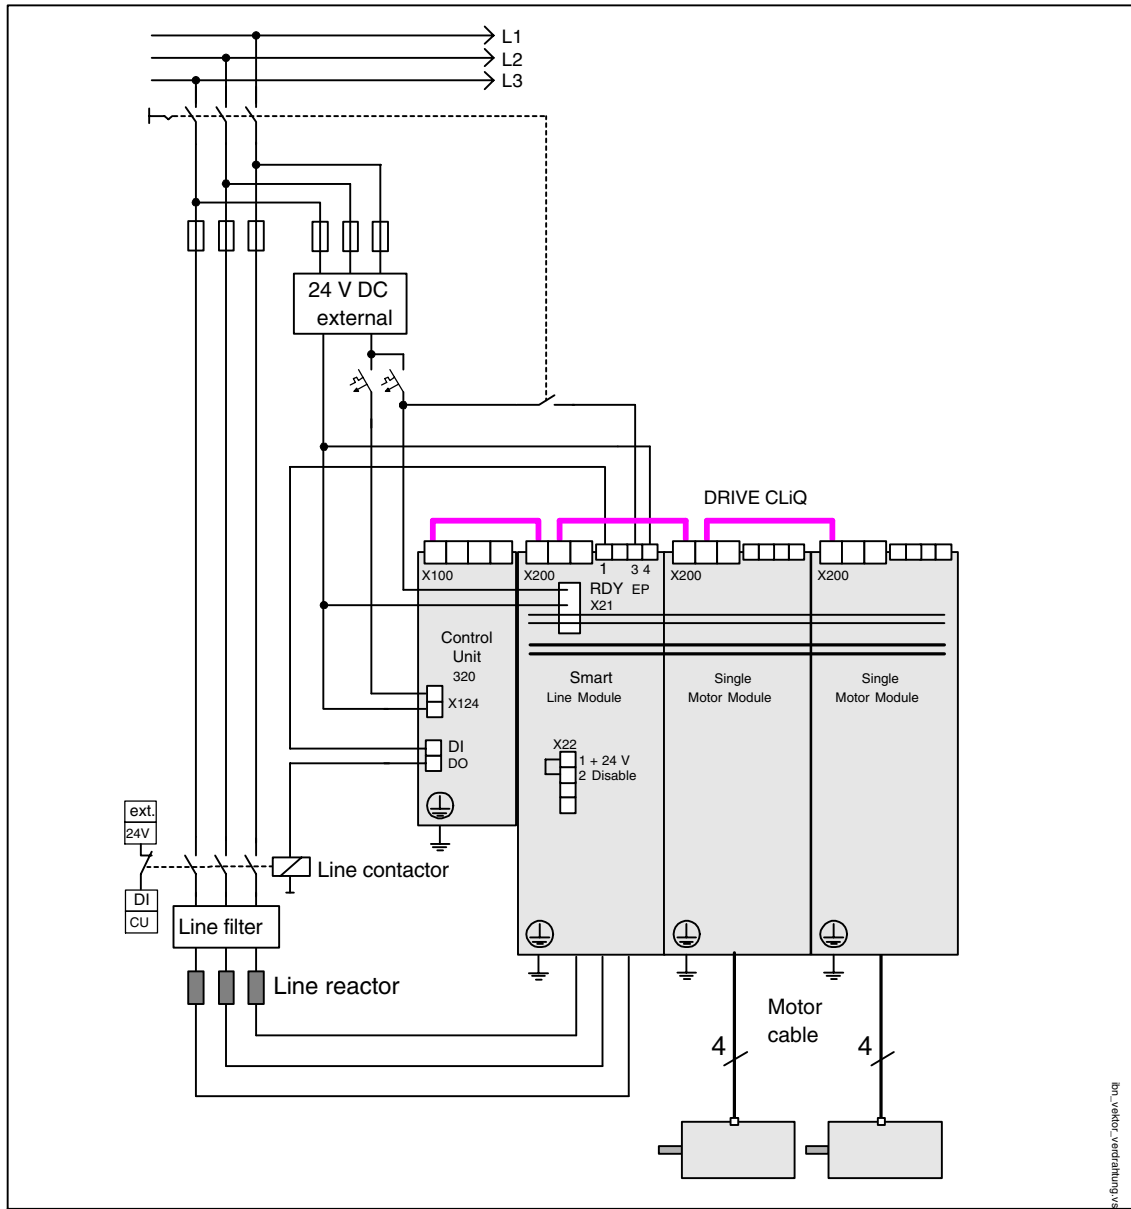 L1
L2
L3
24 V DC
external
DRIVE CLiQ
X100
X200
1
3 4
X200
X200
RDY
EP
X21
Control
Unit
320
X124
Smart
Line Module
Single
Motor Module
Single
Motor Module
DI
DO
X22
1 + 24 V
2 Disable
ext.
24V
Line contactor
DI
CU
Line filter
Line reactor
Motor
cable
4
4
ibn_vektor_verdrahtung.vs